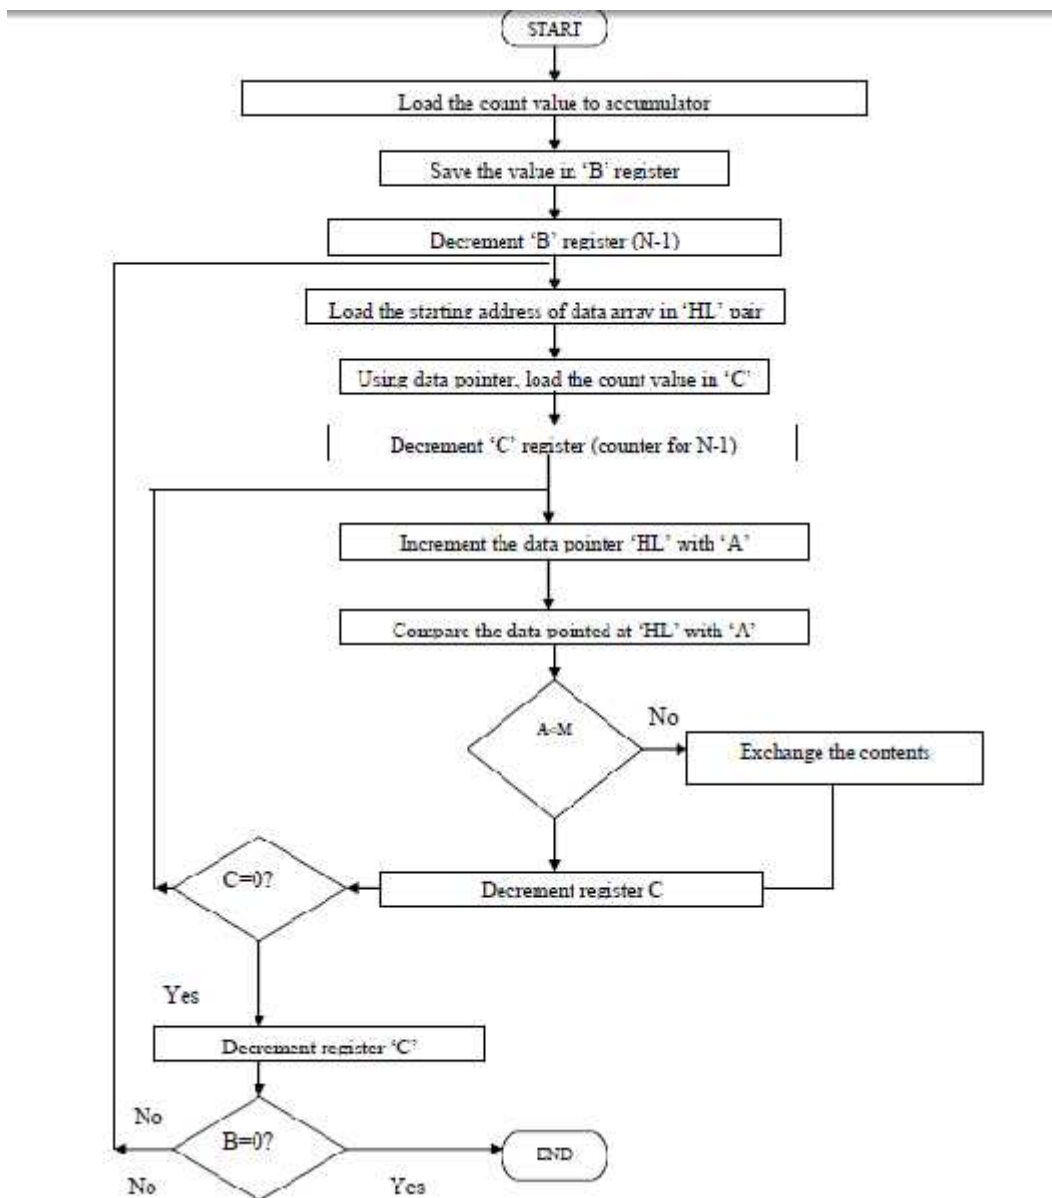 START
Load the count value to accumulator
Save the value in ‘B’ register
Decrement ‘B’ register (N-1)
Load the starting address of data array in ‘HL’ pair
Using data pointer, load the count value in ‘C’
Decrement ‘C’ register (counter for N-1)
Increment the data pointer ‘HL’ with ‘A’
Compare the data pointed at ‘HL’ with ‘A’
A<M
No
Exchange the contents
C=0?
Decrement register C
Yes
Decrement register ‘C’
No
B=0?
END
No
Yes